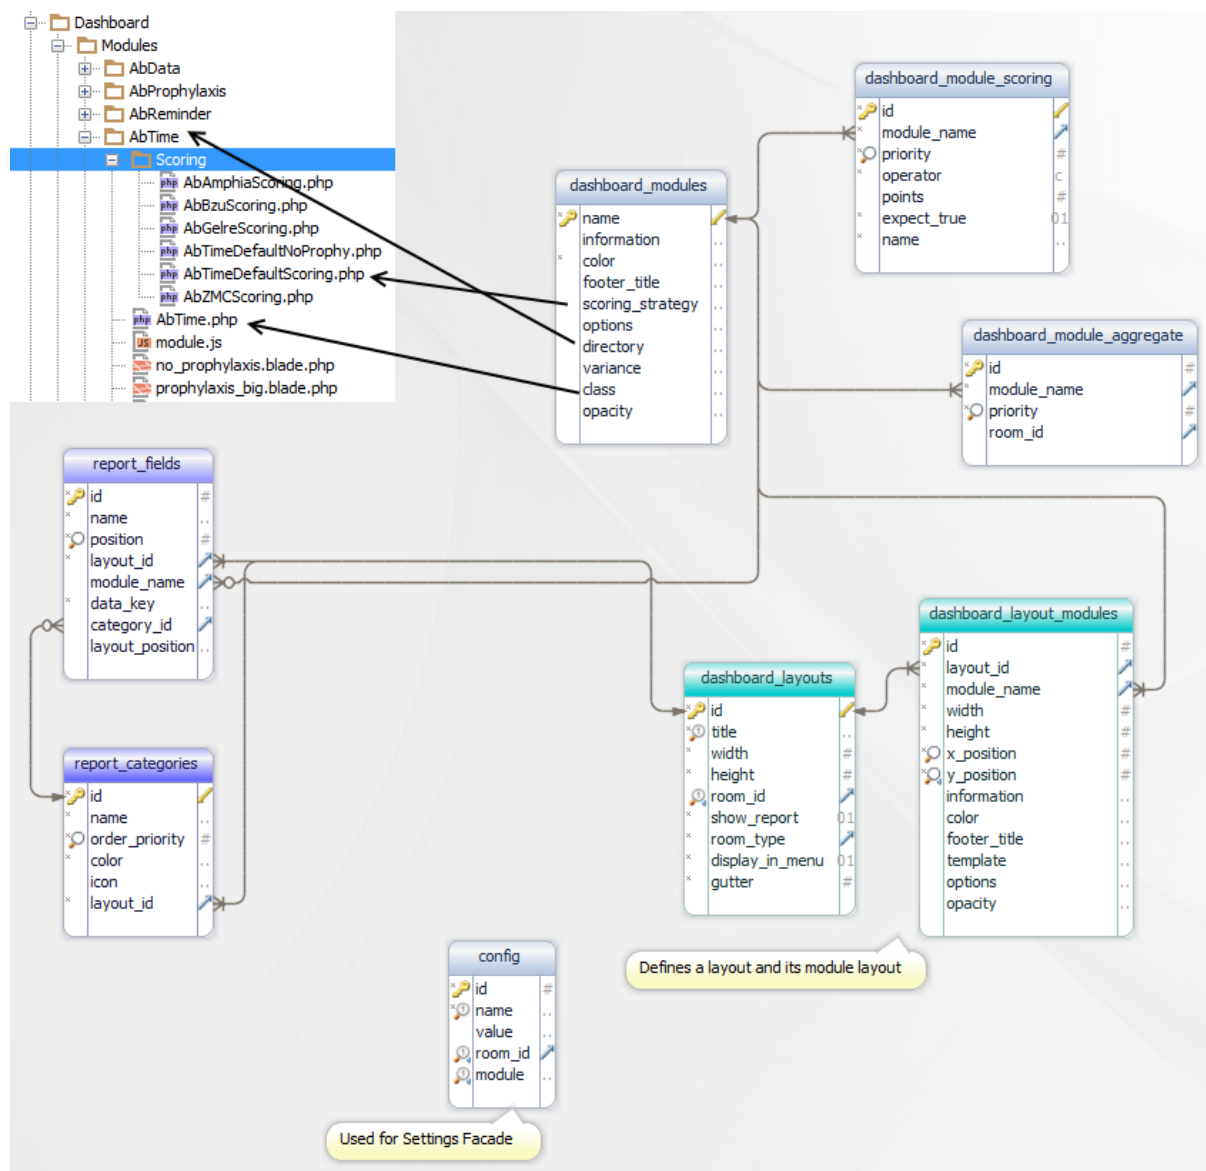 Dashboard
Modules
AbData
AbProphylaxis
AbReminder
AbTime
Scoring
AbAmphiaScoring.php
AbBzuScoring.php
AbGelreScoring.php
AbTimeDefaultNoProphy.php
AbTimeDefaultScoring.php
AbZMCScoring.php
AbTime.php
module.js
no_prophylaxis.blade.php
prophylaxis_big.blade.php
dashboard_modules
name
information
color
footer_title
scoring_strategy
options
directory
variance
class
opacity
dashboard_module_scoring
id
module_name
priority #
operator c
points #
expect_true 01
name
dashboard_module_aggregate
id #
module_name
priority #
room_id
report_fields
id #
name
position #
layout_id
module_name
data_key
category_id
layout_position
report_categories
id
name
order_priority #
color
icon
layout_id
dashboard_layouts
id
title
width #
height #
room_id
show_report 01
room_type
display_in_menu 01
gutter #
dashboard_layout_modules
id #
layout_id
module_name
width #
height #
x_position #
y_position #
information
color
footer_title
template
options
opacity
Defines a layout and its module layout
config
id #
name
value
room_id
module
Used for Settings Facade